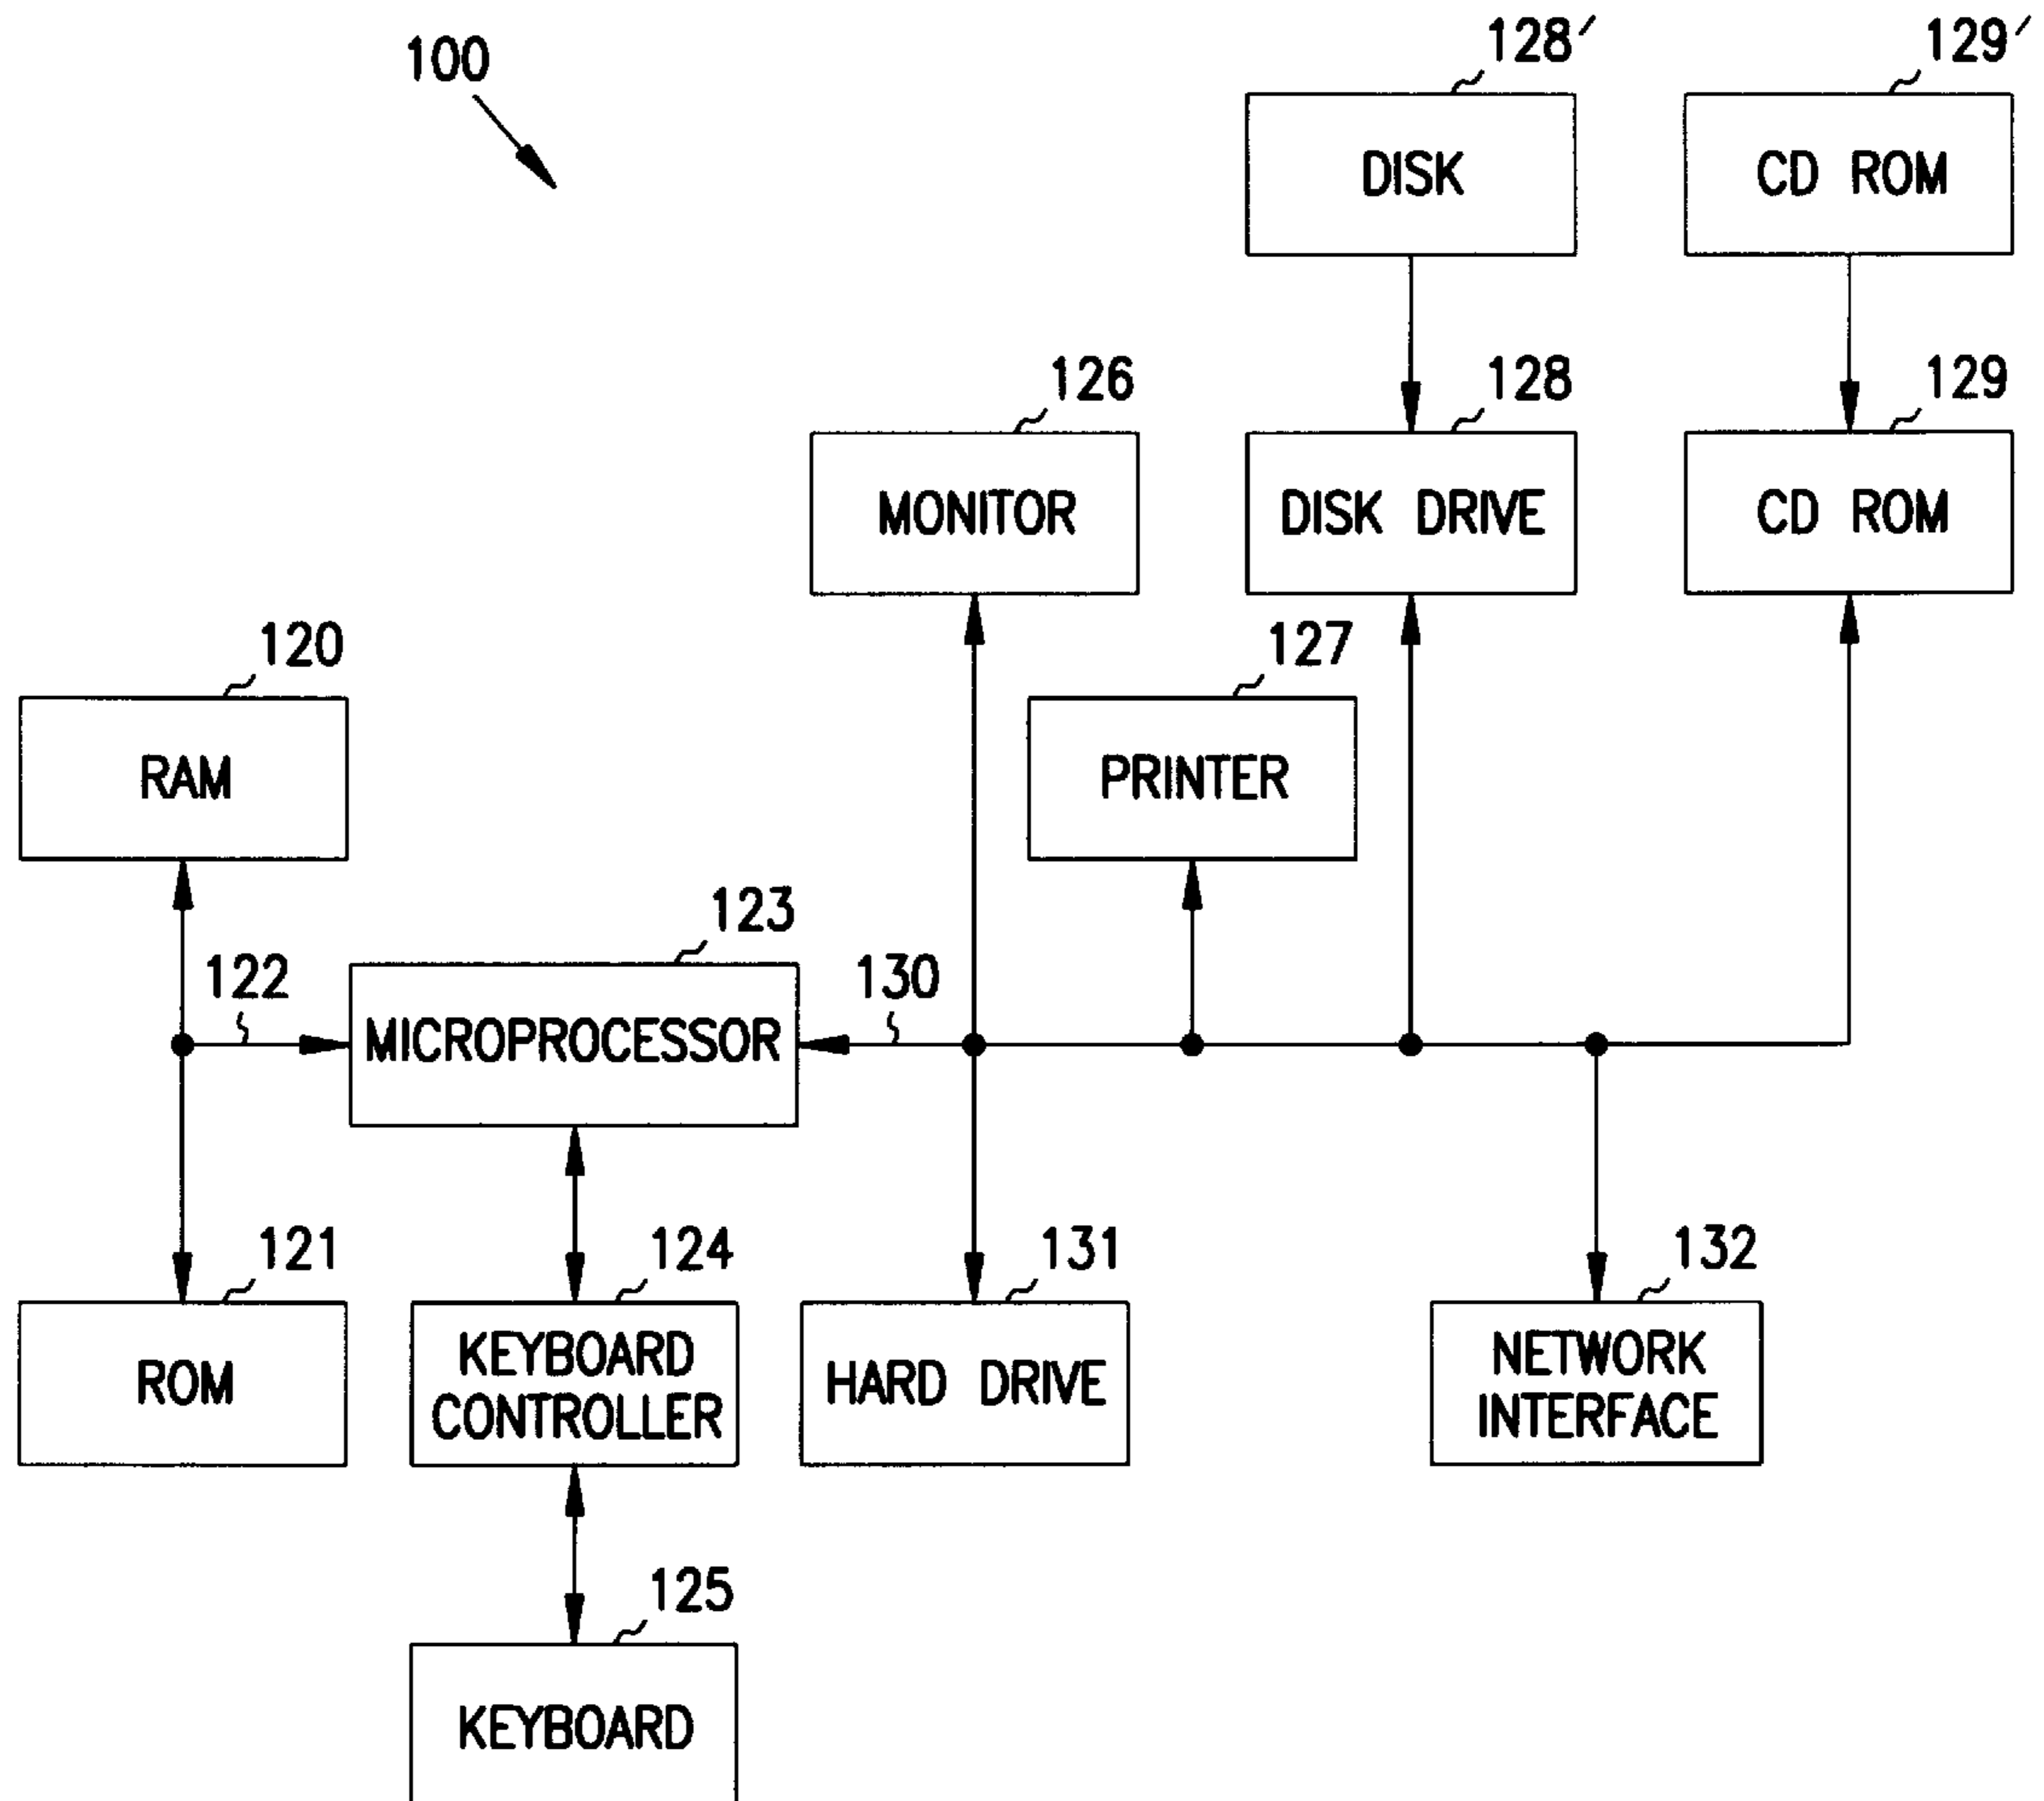 100
128′
129′
DISK
CD ROM
126
128
129
MONITOR
DISK DRIVE
CD ROM
120
127
RAM
PRINTER
123
122
130
MICROPROCESSOR
121
124
131
132
ROM
KEYBOARD
CONTROLLER
HARD DRIVE
NETWORK
INTERFACE
125
KEYBOARD